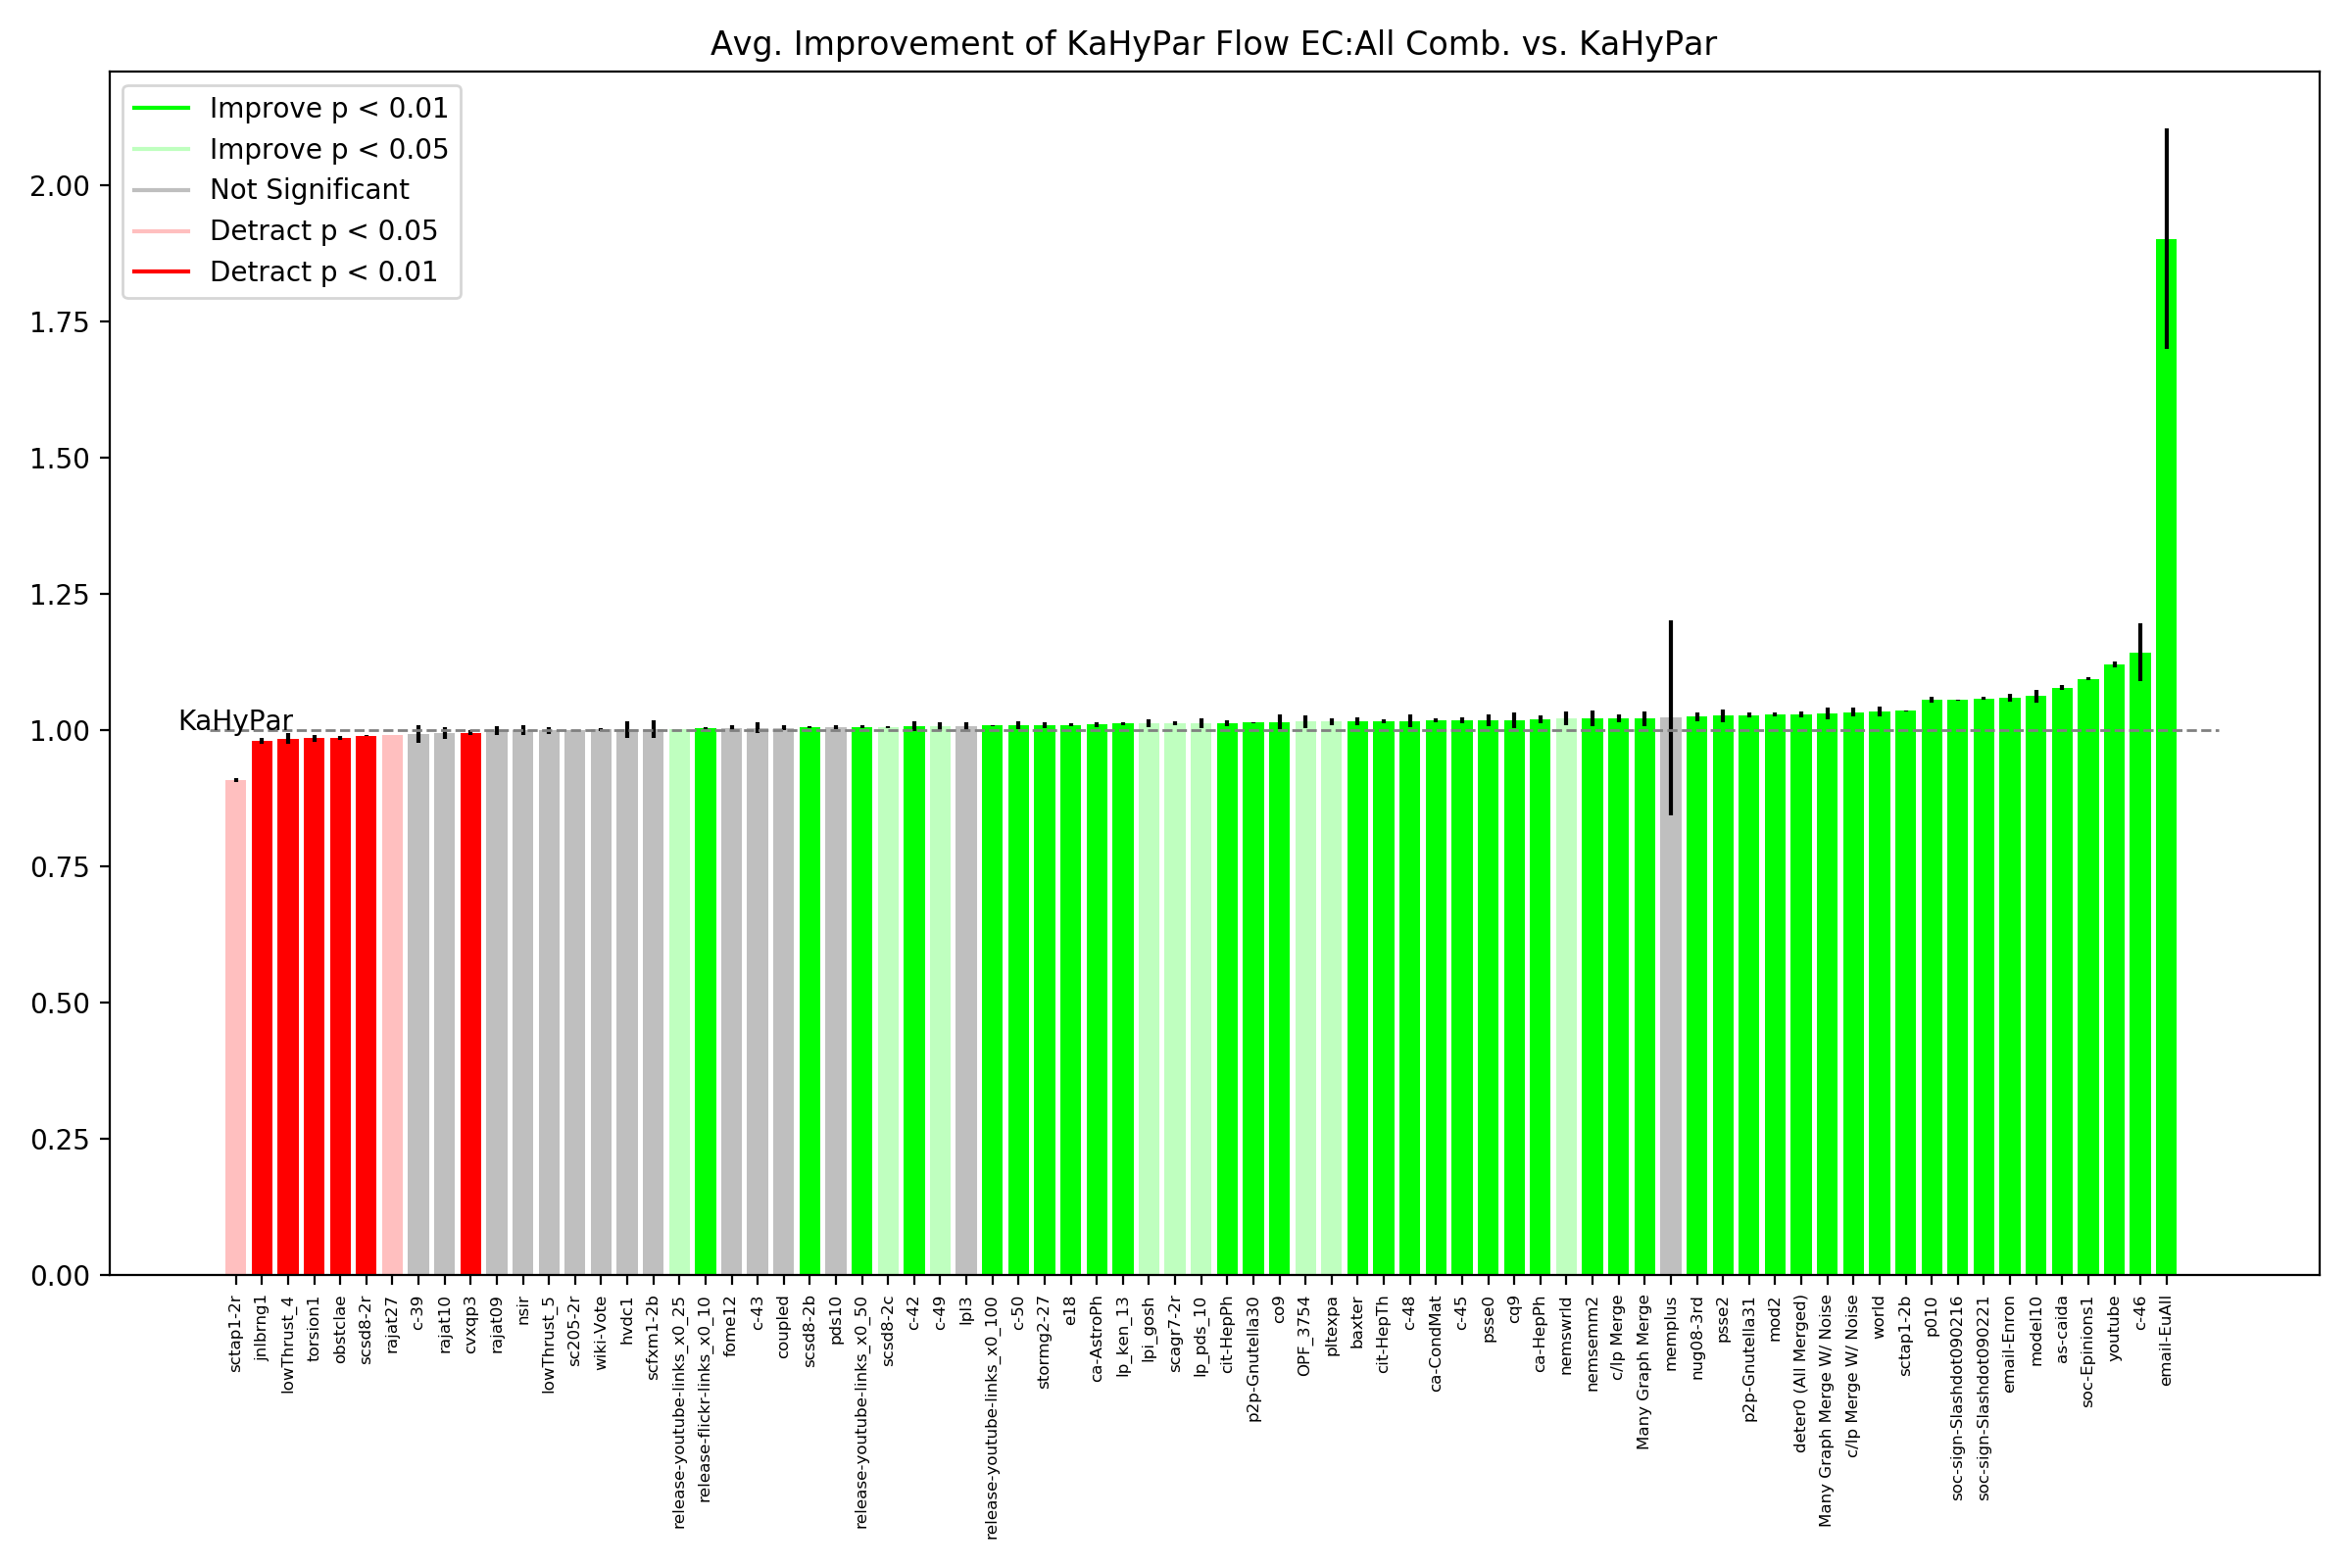 Avg. Improvement of KaHyPar Flow EC:All Comb. vs. KaHyPar
Improve p < 0.01
Improve p < 0.05
Not Significant
Detract p < 0.05
Detract p < 0.01
2.00
1.75
1.50
1.25
1.00
0.75
0.50
0.25
0.00
KaHyPar
sctap1-2r
jnlbrng1
lowThrust_4
torsion1
obstclae
scsd8-2r
rajat27
c-39
rajat10
cvxqp3
rajat09
nsir
lowThrust_5
sc205-2r
wiki-Vote
hvdc1
scfxm1-2b
release-youtube-links_x0_25
release-flickr-links_x0_10
fome12
c-43
coupled
scsd8-2b
pds10
release-youtube-links_x0_50
scsd8-2c
c-42
c-49
lpl3
release-youtube-links_x0_100
c-50
stormg2-27
e18
ca-AstroPh
lp_ken_13
lpi_gosh
scagr7-2r
lp_pds_10
cit-HepPh
p2p-Gnutella30
co9
OPF_3754
pltexpa
baxter
cit-HepTh
c-48
ca-CondMat
c-45
psse0
cq9
ca-HepPh
nemswrld
nemsemm2
c/lp Merge
Many Graph Merge
memplus
nug08-3rd
psse2
p2p-Gnutella31
mod2
deter0 (All Merged)
Many Graph Merge W/ Noise
c/lp Merge W/ Noise
world
sctap1-2b
p010
soc-sign-Slashdot090216
soc-sign-Slashdot090221
email-Enron
model10
as-caida
soc-Epinions1
youtube
c-46
email-EuAll